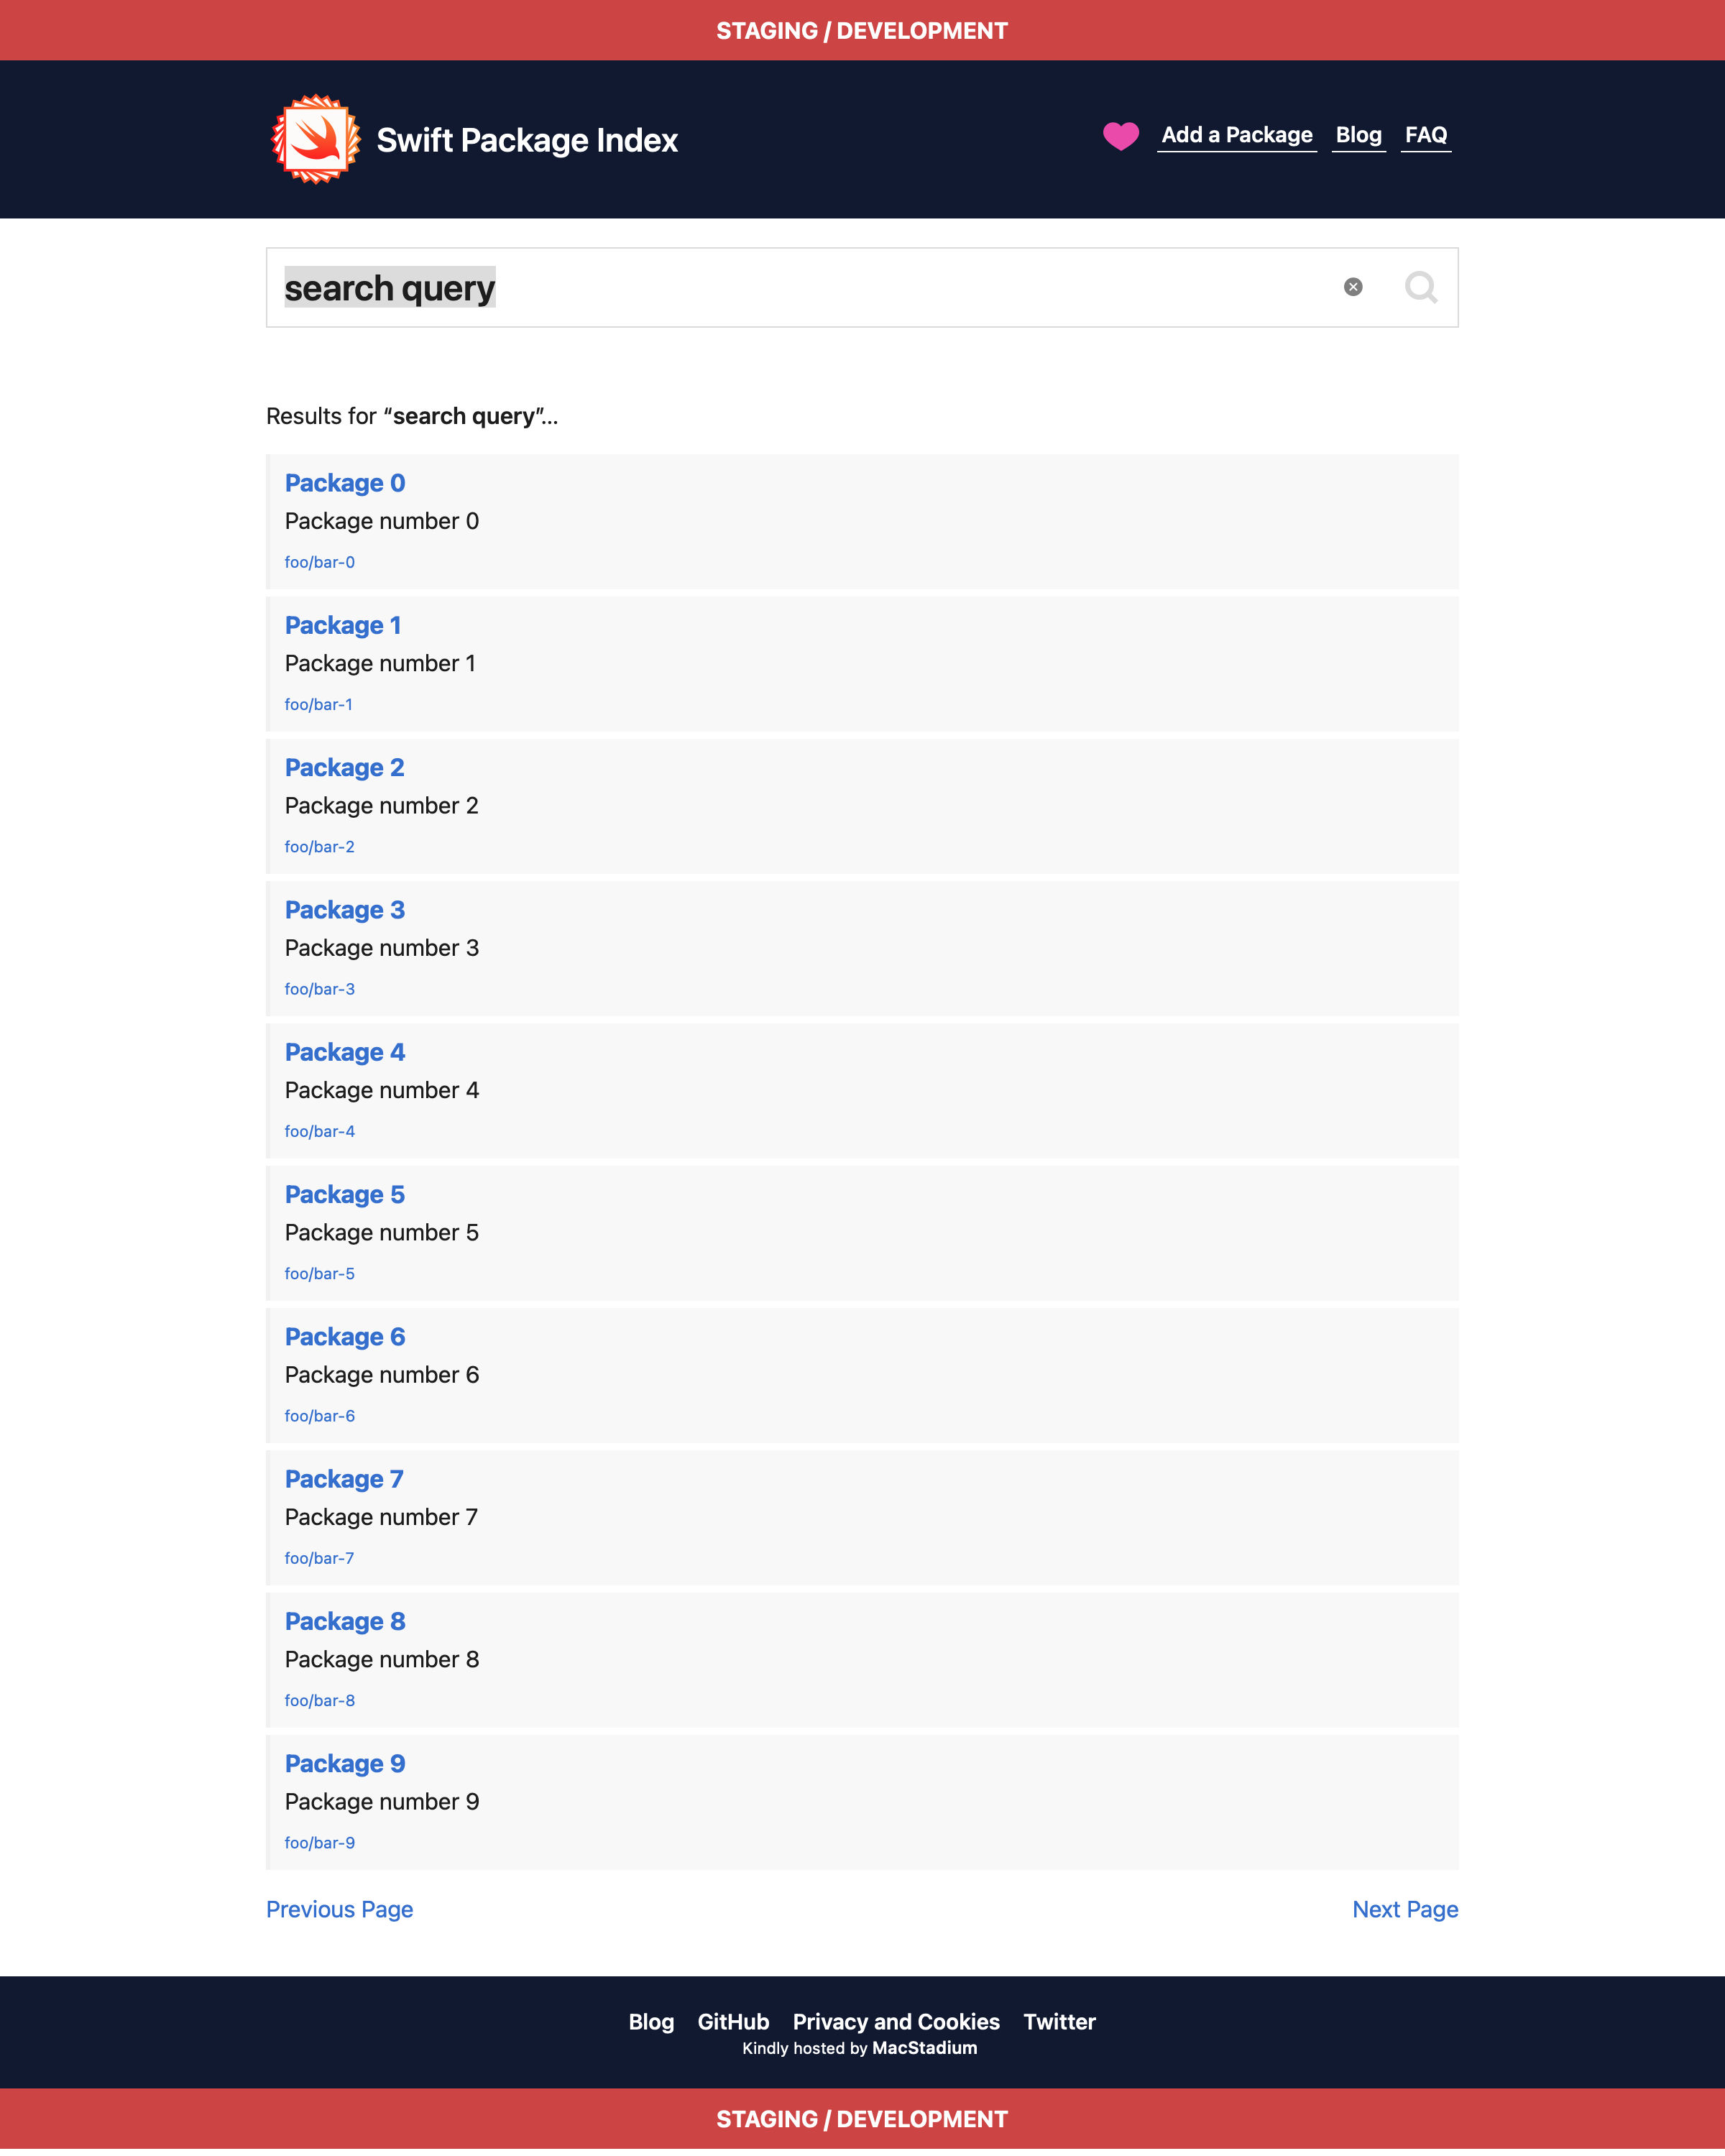 STAGING / DEVELOPMENT
Swift Package Index
Add a Package Blog FAQ
search query
Results for “search query”...
Package 0
Package number 0
foo/bar-0
Package 1
Package number 1
foo/bar-1
Package 2
Package number 2
foo/bar-2
Package 3
Package number 3
foo/bar-3
Package 4
Package number 4
foo/bar-4
Package 5
Package number 5
foo/bar-5
Package 6
Package number 6
foo/bar-6
Package 7
Package number 7
foo/bar-7
Package 8
Package number 8
foo/bar-8
Package 9
Package number 9
foo/bar-9
Previous Page Next Page
Blog GitHub Privacy and Cookies Twitter
Kindly hosted by MacStadium
STAGING / DEVELOPMENT